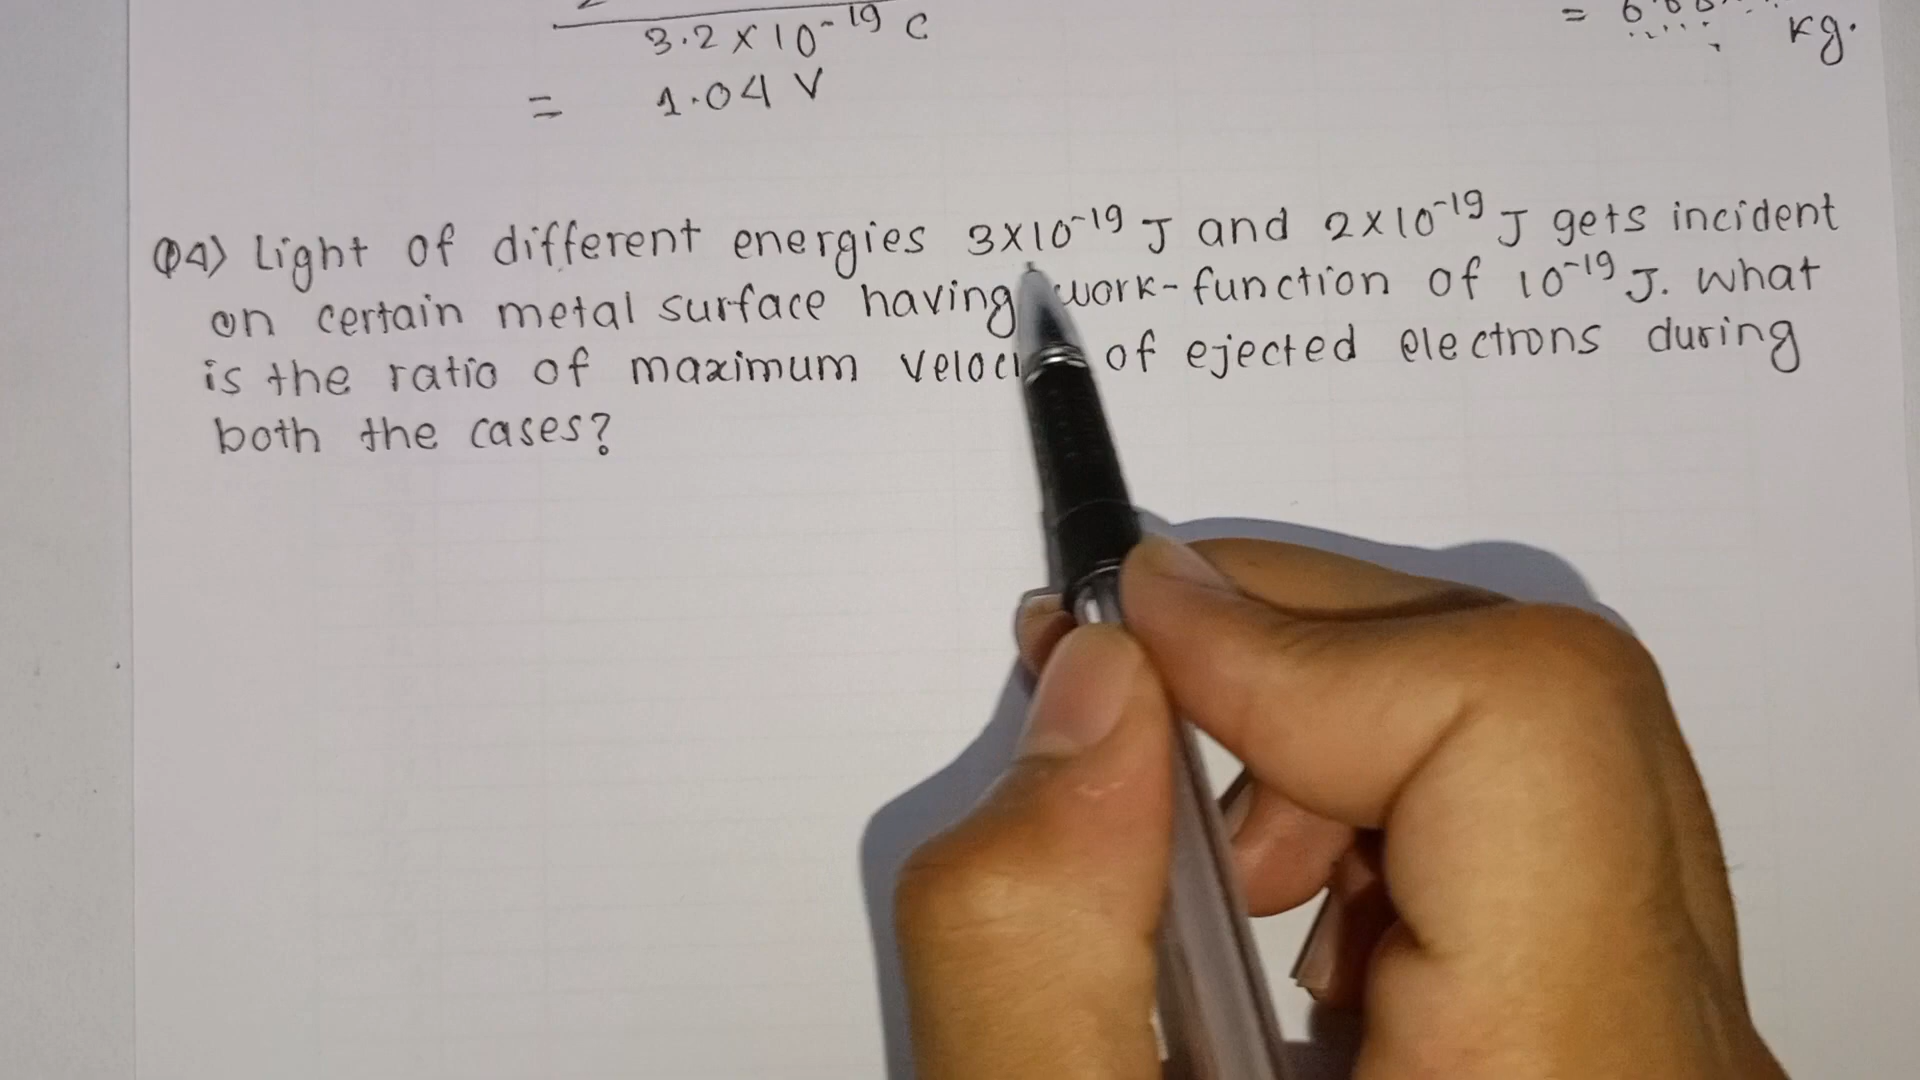 3.2 × 10⁻¹⁹ C
= 1.04 V
= kg.
Q4) Light of different energies 3×10⁻¹⁹ J and 2×10⁻¹⁹ J gets incident
on certain metal surface having work-function of 10⁻¹⁹ J. what
is the ratio of maximum of ejected electrons during
both the cases?